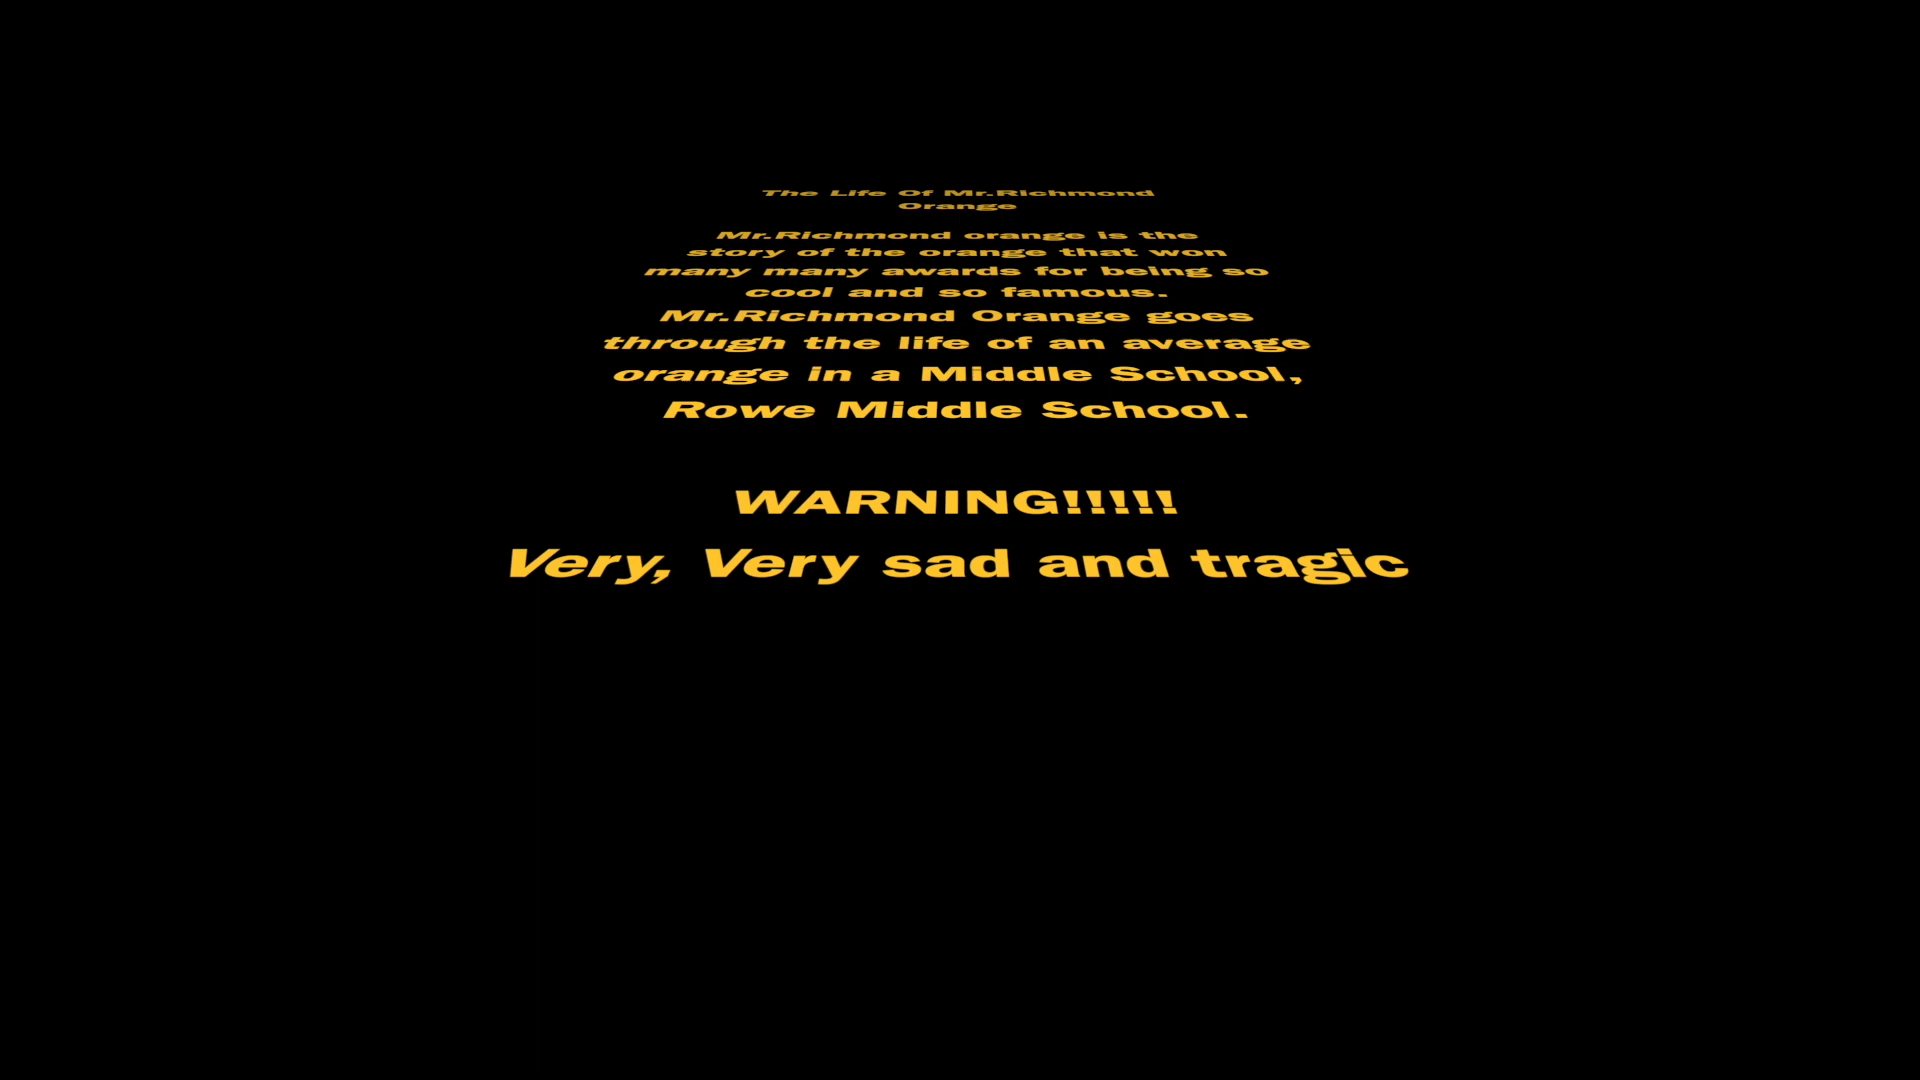 The Life Of Mr.Richmond
Orange
Mr.Richmond orange is the
story of the orange that won
many many awards for being so
cool and so famous.
Mr.Richmond Orange goes
through the life of an average
orange in a Middle School,
Rowe Middle School.
WARNING!!!!!
Very, Very sad and tragic